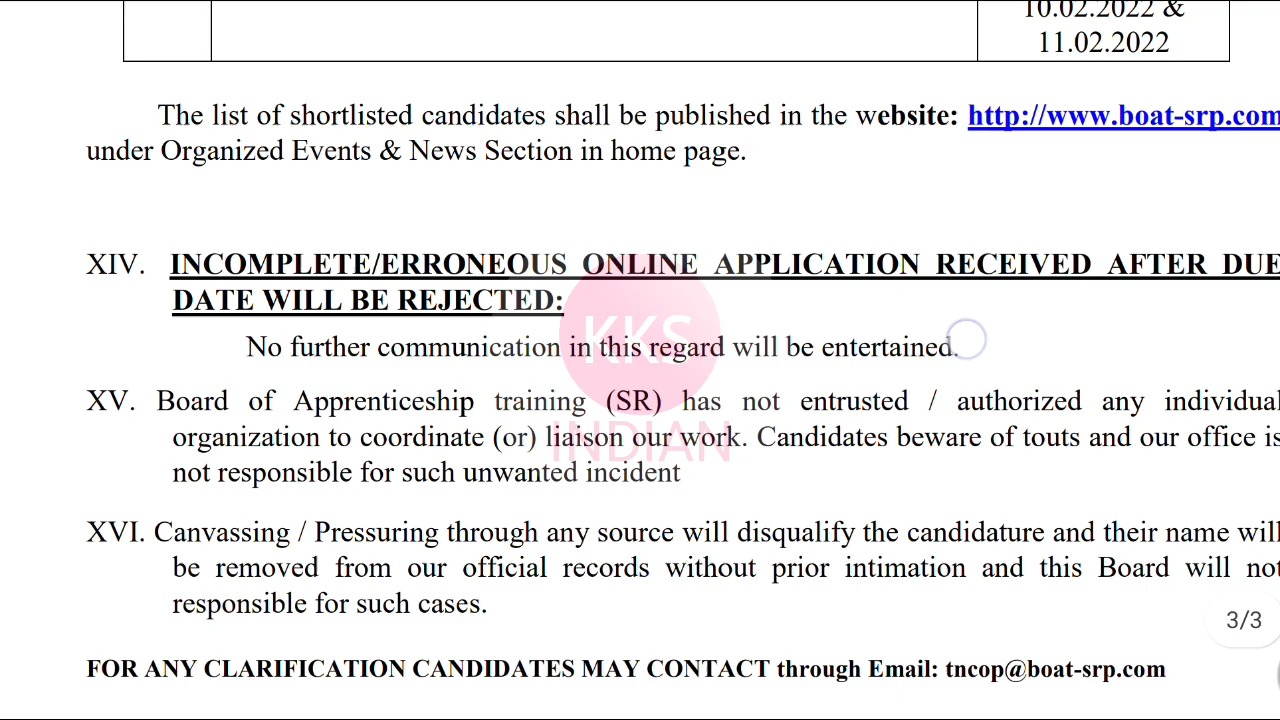 10.02.2022 &
11.02.2022
The list of shortlisted candidates shall be published in the website: http://www.boat-srp.com
under Organized Events & News Section in home page.
XIV. INCOMPLETE/ERRONEOUS ONLINE APPLICATION RECEIVED AFTER DUE
DATE WILL BE REJECTED:
No further communication in this regard will be entertained.
XV. Board of Apprenticeship training (SR) has not entrusted / authorized any individual
organization to coordinate (or) liaison our work. Candidates beware of touts and our office is
not responsible for such unwanted incident
XVI. Canvassing / Pressuring through any source will disqualify the candidature and their name will
be removed from our official records without prior intimation and this Board will not
responsible for such cases.
3/3
FOR ANY CLARIFICATION CANDIDATES MAY CONTACT through Email: tncop@boat-srp.com
KKS
INDIAN